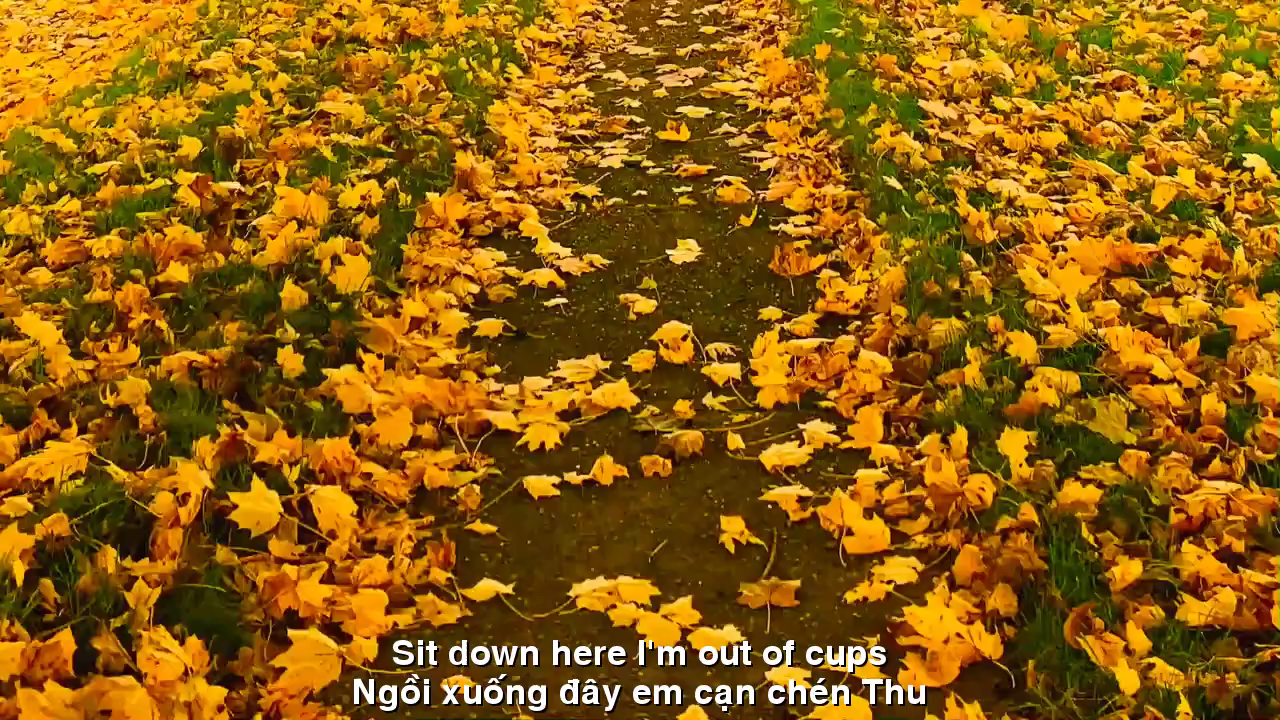 Sit down here I'm out of cups
Ngồi xuống đây em cạn chén Thu